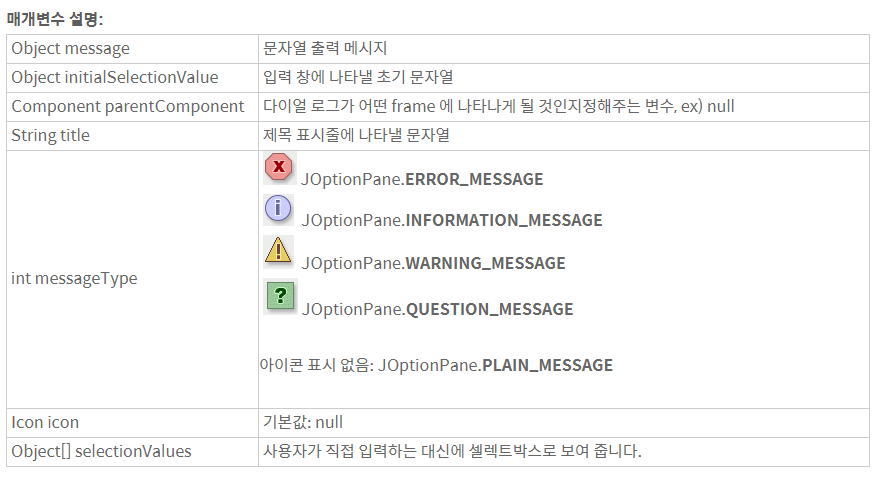 매개변수 설명:
Object message 문자열 출력 메시지
Object initialSelectionValue 입력 창에 나타낼 초기 문자열
Component parentComponent 다이얼 로그가 어떤 frame 에 나타나게 될 것인지정해주는 변수, ex) null
String title 제목 표시줄에 나타낼 문자열
int messageType
JOptionPane.ERROR_MESSAGE
JOptionPane.INFORMATION_MESSAGE
JOptionPane.WARNING_MESSAGE
JOptionPane.QUESTION_MESSAGE
아이콘 표시 없음: JOptionPane.PLAIN_MESSAGE
Icon icon 기본값: null
Object[] selectionValues 사용자가 직접 입력하는 대신에 셀렉트박스로 보여 줍니다.